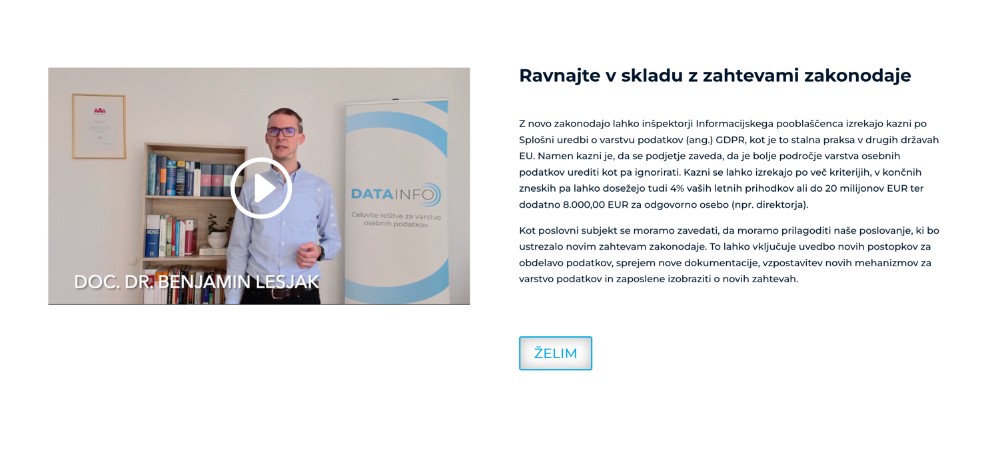 AAA
BDSG
DATAINFO
Celovite rešitve za varstvo
osebnih podatkov
DOC. DR. BENJAMIN LESJAK
Ravnajte v skladu z zahtevami zakonodaje
Z novo zakonodajo lahko inšpektorji Informacijskega pooblaščenca izrekajo kazni po
Splošni uredbi o varstvu podatkov (ang.) GDPR, kot je to stalna praksa v drugih državah
EU. Namen kazni je, da se podjetje zaveda, da je bolje področje varstva osebnih
podatkov urediti kot pa ignorirati. Kazni se lahko izrekajo po več kriterijih, v končnih
zneskih pa lahko dosežejo tudi 4% vaših letnih prihodkov ali do 20 milijonov EUR ter
dodatno 8.000,00 EUR za odgovorno osebo (npr. direktorja).
Kot poslovni subjekt se moramo zavedati, da moramo prilagoditi naše poslovanje, ki bo
ustrezalo novim zahtevam zakonodaje. To lahko vključuje uvedbo novih postopkov za
obdelavo podatkov, sprejem nove dokumentacije, vzpostavitev novih mehanizmov za
varstvo podatkov in zaposlene izobraziti o novih zahtevah.
ŽELIM